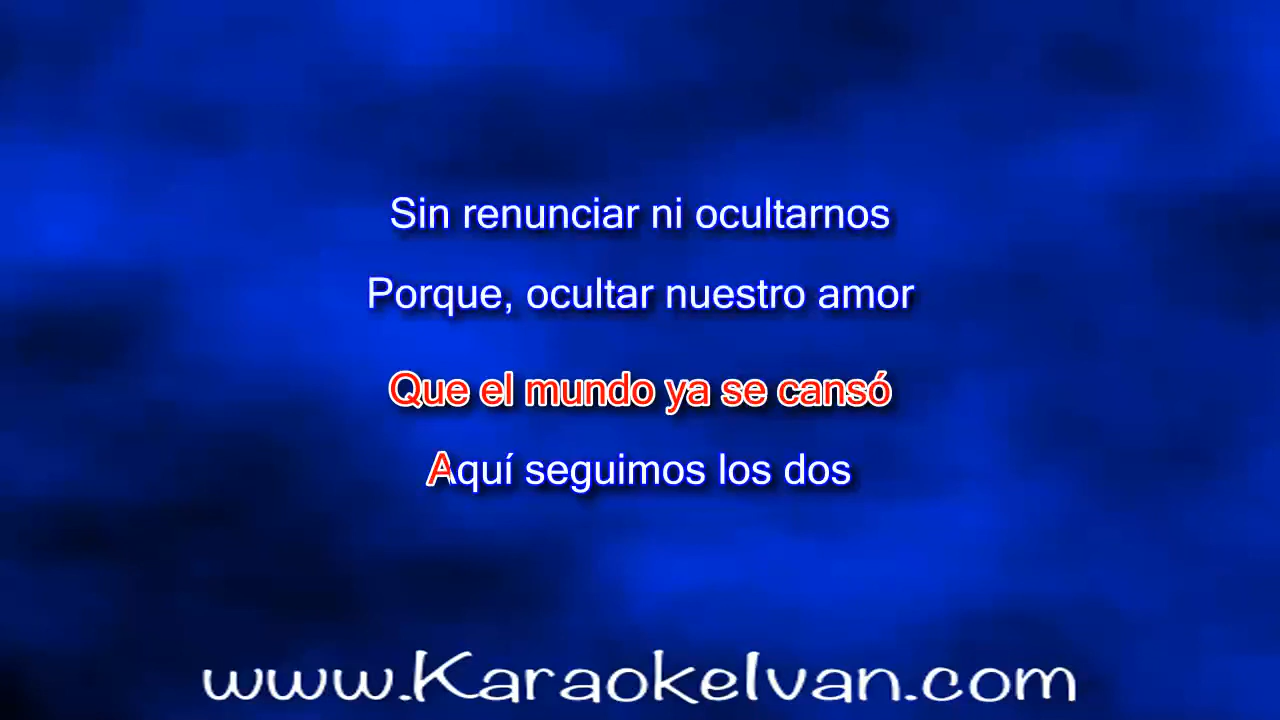 Sin renunciar ni ocultarnos
Porque, ocultar nuestro amor
Que el mundo ya se cansó
Aquí seguimos los dos
www.KaraokeIvan.com